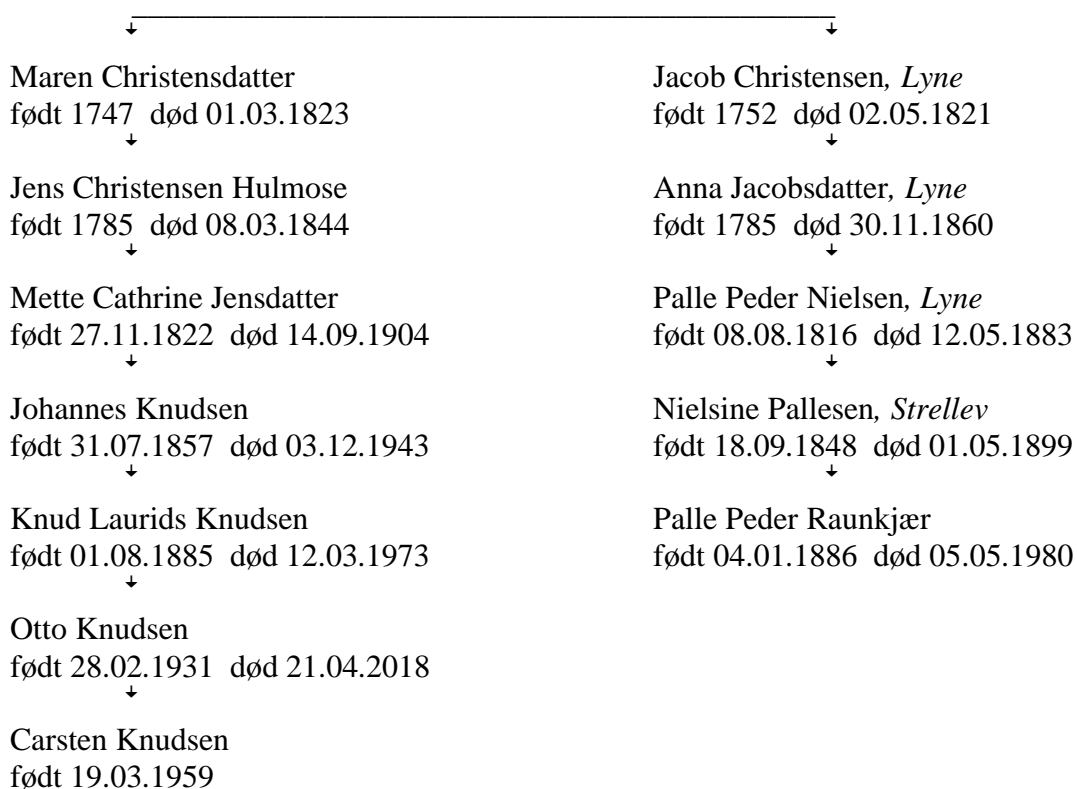 Maren Christensdatter
født 1747 død 01.03.1823
Jens Christensen Hulmose
født 1785 død 08.03.1844
Mette Cathrine Jensdatter
født 27.11.1822 død 14.09.1904
Johannes Knudsen
født 31.07.1857 død 03.12.1943
Knud Laurids Knudsen
født 01.08.1885 død 12.03.1973
Otto Knudsen
født 28.02.1931 død 21.04.2018
Carsten Knudsen
født 19.03.1959
Jacob Christensen, Lyne
født 1752 død 02.05.1821
Anna Jacobsdatter, Lyne
født 1785 død 30.11.1860
Palle Peder Nielsen, Lyne
født 08.08.1816 død 12.05.1883
Nielsine Pallesen, Strellev
født 18.09.1848 død 01.05.1899
Palle Peder Raunkjær
født 04.01.1886 død 05.05.1980